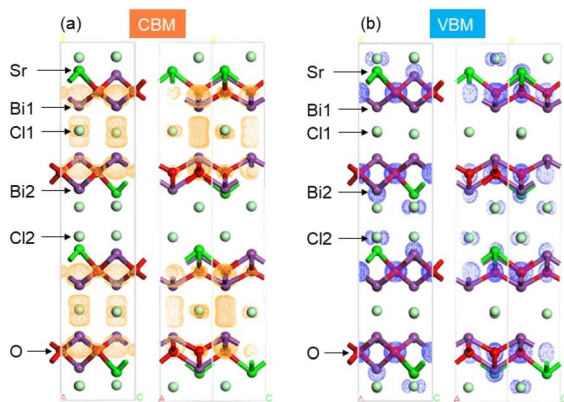 (a) CBM
Sr
Bi1
Cl1
Bi2
Cl2
O
A C A C
(b) VBM
Sr
Bi1
Cl1
Bi2
Cl2
O
A C A C